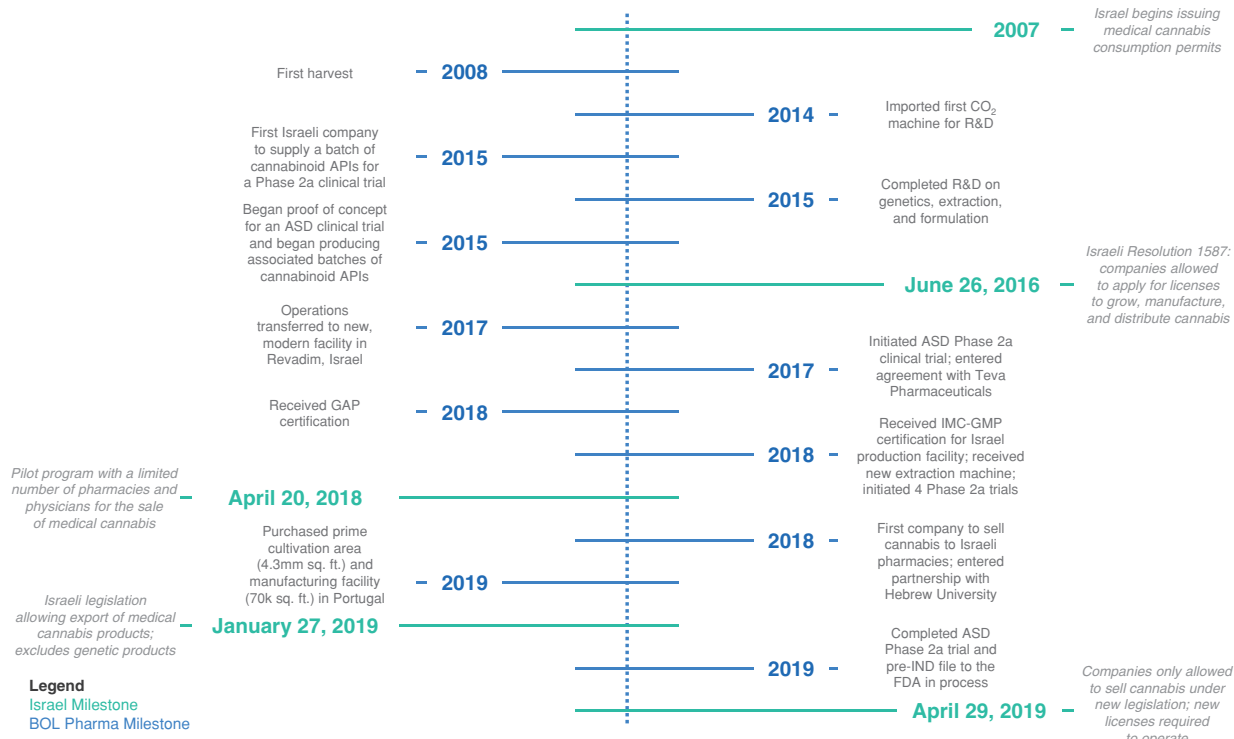 2007
Israel begins issuing
medical cannabis
consumption permits
First harvest
2008
2014
Imported first CO₂
machine for R&D
First Israeli company
to supply a batch of
cannabinoid APIs for
a Phase 2a clinical trial
2015
2015
Completed R&D on
genetics, extraction,
and formulation
Began proof of concept
for an ASD clinical trial
and began producing
associated batches of
cannabinoid APIs
2015
June 26, 2016
Israeli Resolution 1587:
companies allowed
to apply for licenses
to grow, manufacture,
and distribute cannabis
Operations
transferred to new,
modern facility in
Revadim, Israel
2017
2017
Initiated ASD Phase 2a
clinical trial; entered
agreement with Teva
Pharmaceuticals
Received GAP
certification
2018
2018
Received IMC-GMP
certification for Israel
production facility; received
new extraction machine;
initiated 4 Phase 2a trials
Pilot program with a limited
number of pharmacies and
physicians for the sale
of medical cannabis
April 20, 2018
2018
First company to sell
cannabis to Israeli
pharmacies; entered
partnership with
Hebrew University
Purchased prime
cultivation area
(4.3mm sq. ft.) and
manufacturing facility
(70k sq. ft.) in Portugal
2019
Israeli legislation
allowing export of medical
cannabis products;
excludes genetic products
January 27, 2019
2019
Completed ASD
Phase 2a trial and
pre-IND file to the
FDA in process
April 29, 2019
Companies only allowed
to sell cannabis under
new legislation; new
licenses required
to operate
Legend
Israel Milestone
BOL Pharma Milestone